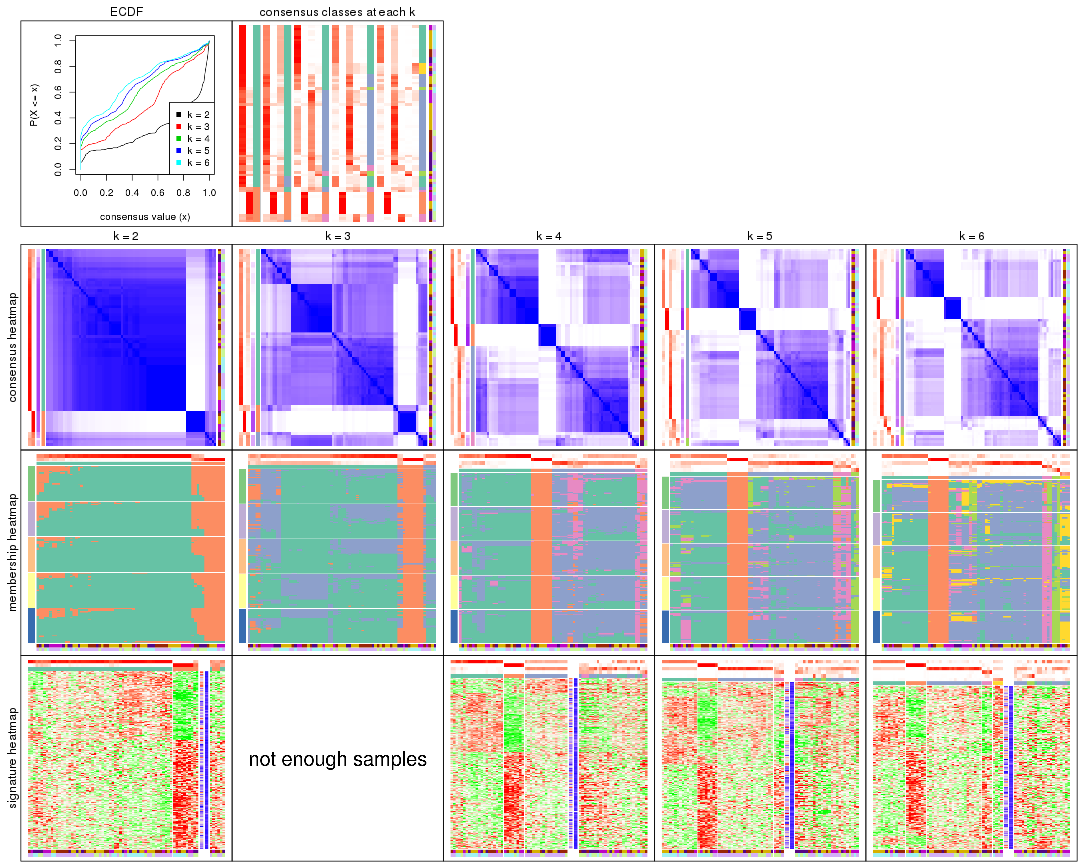 ECDF
consensus classes at each k
P(X <= x)
0.0 0.2 0.4 0.6 0.8 1.0
k = 2
k = 3
k = 4
k = 5
k = 6
0.0 0.2 0.4 0.6 0.8 1.0
consensus value (x)
k = 2 k = 3 k = 4 k = 5 k = 6
consensus heatmap
membership heatmap
signature heatmap
not enough samples